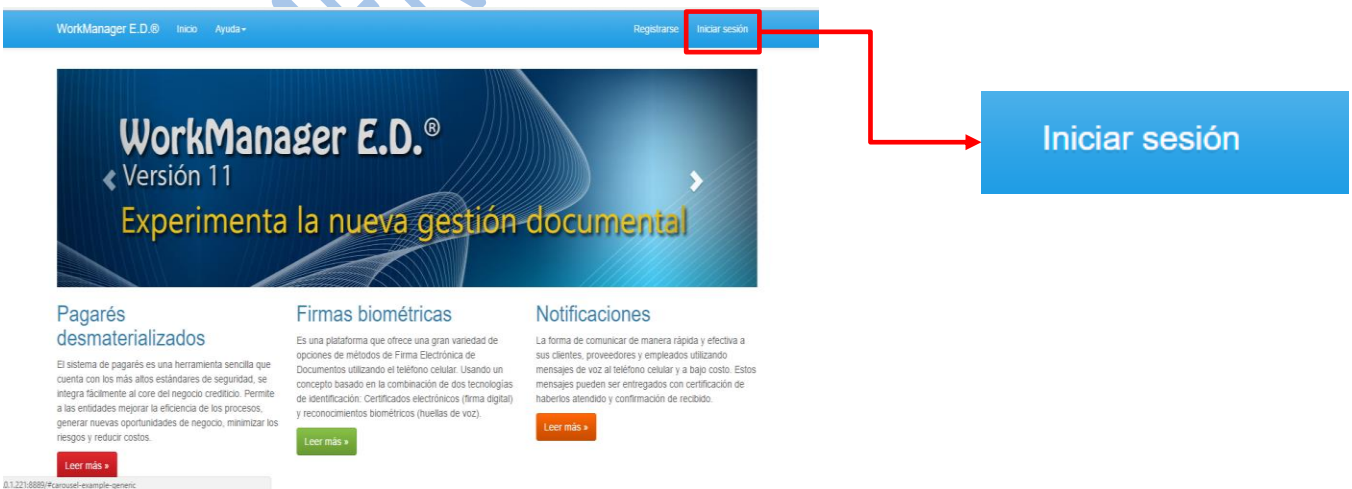 WorkManager E.D.® Inicio Ayuda Registrarse Iniciar sesión
Iniciar sesión
WorkManager E.D.®
Versión 11
Experimenta la nueva gestión documental
Pagarés
desmaterializados
El sistema de pagarés es una herramienta sencilla que
cuenta con los más altos estándares de seguridad, se
integra fácilmente al core del negocio crediticio. Permite
a las entidades mejorar la eficiencia de los procesos,
generar nuevas oportunidades de negocio, minimizar los
riesgos y reducir costos.
Leer más »
Firmas biométricas
Es una plataforma que ofrece una gran variedad de
opciones de métodos de Firma Electrónica de
Documentos utilizando el teléfono celular. Usando un
concepto basado en la combinación de dos tecnologías
de identificación: Certificados electrónicos (firma digital)
y reconocimientos biométricos (huellas de voz).
Leer más »
Notificaciones
La forma de comunicar de manera rápida y efectiva a
sus clientes, proveedores y empleados utilizando
mensajes de voz al teléfono celular y a bajo costo. Estos
mensajes pueden ser entregados con certificación de
haberlos atendido y confirmación de recibido.
Leer más »
0.1.221:8889/#carousel-example-generic